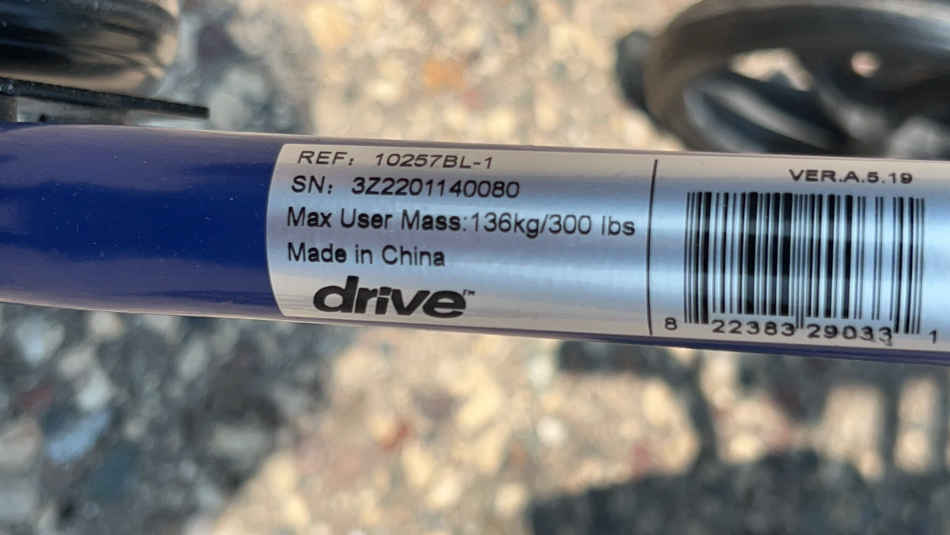 REF: 10257BL-1
SN: 3Z2201140080
Max User Mass:136kg/300 lbs
Made in China
drive™
VER.A.5.19
8 22383 29033 1